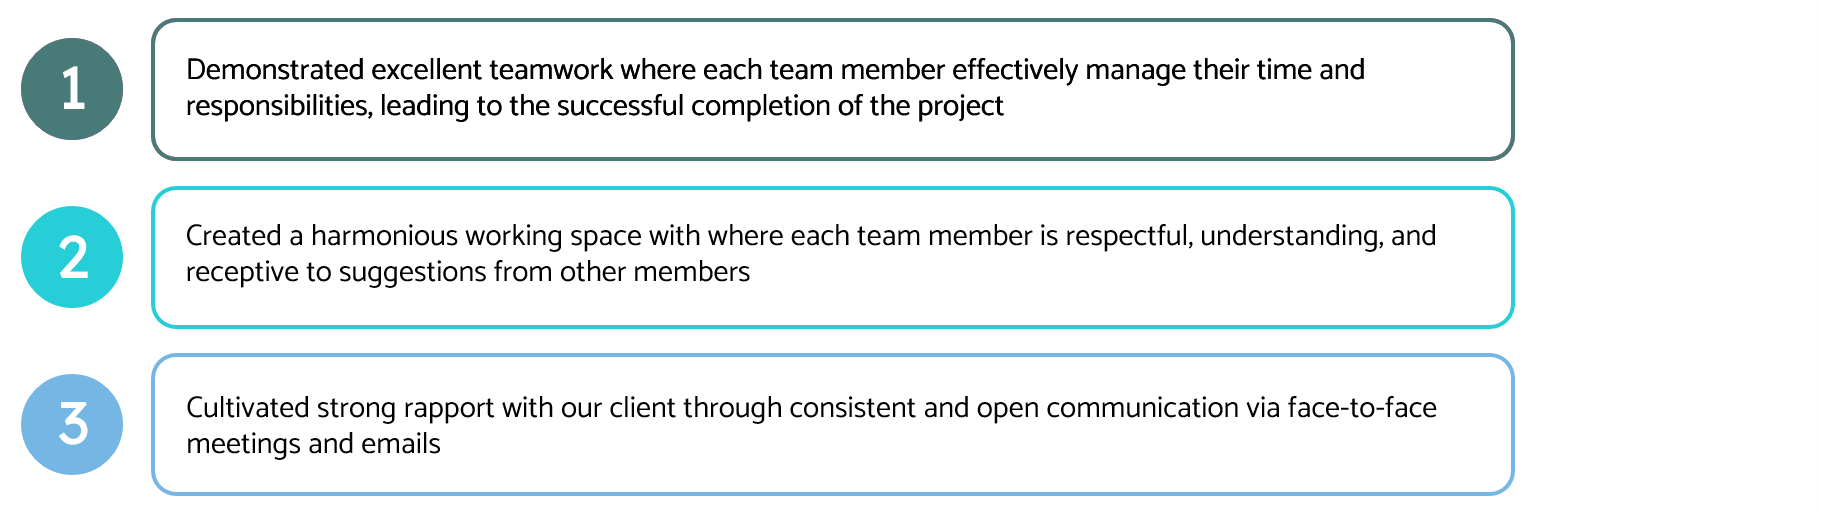 1
Demonstrated excellent teamwork where each team member effectively manage their time and
responsibilities, leading to the successful completion of the project
2
Created a harmonious working space with where each team member is respectful, understanding, and
receptive to suggestions from other members
3
Cultivated strong rapport with our client through consistent and open communication via face-to-face
meetings and emails